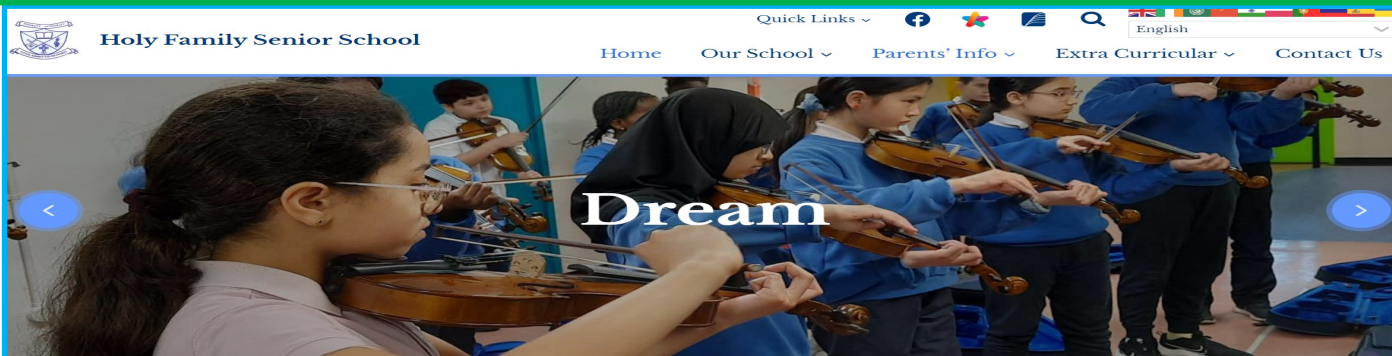 Quick Links
English
Holy Family Senior School
Home Our School Parents' Info Extra Curricular Contact Us
Dream